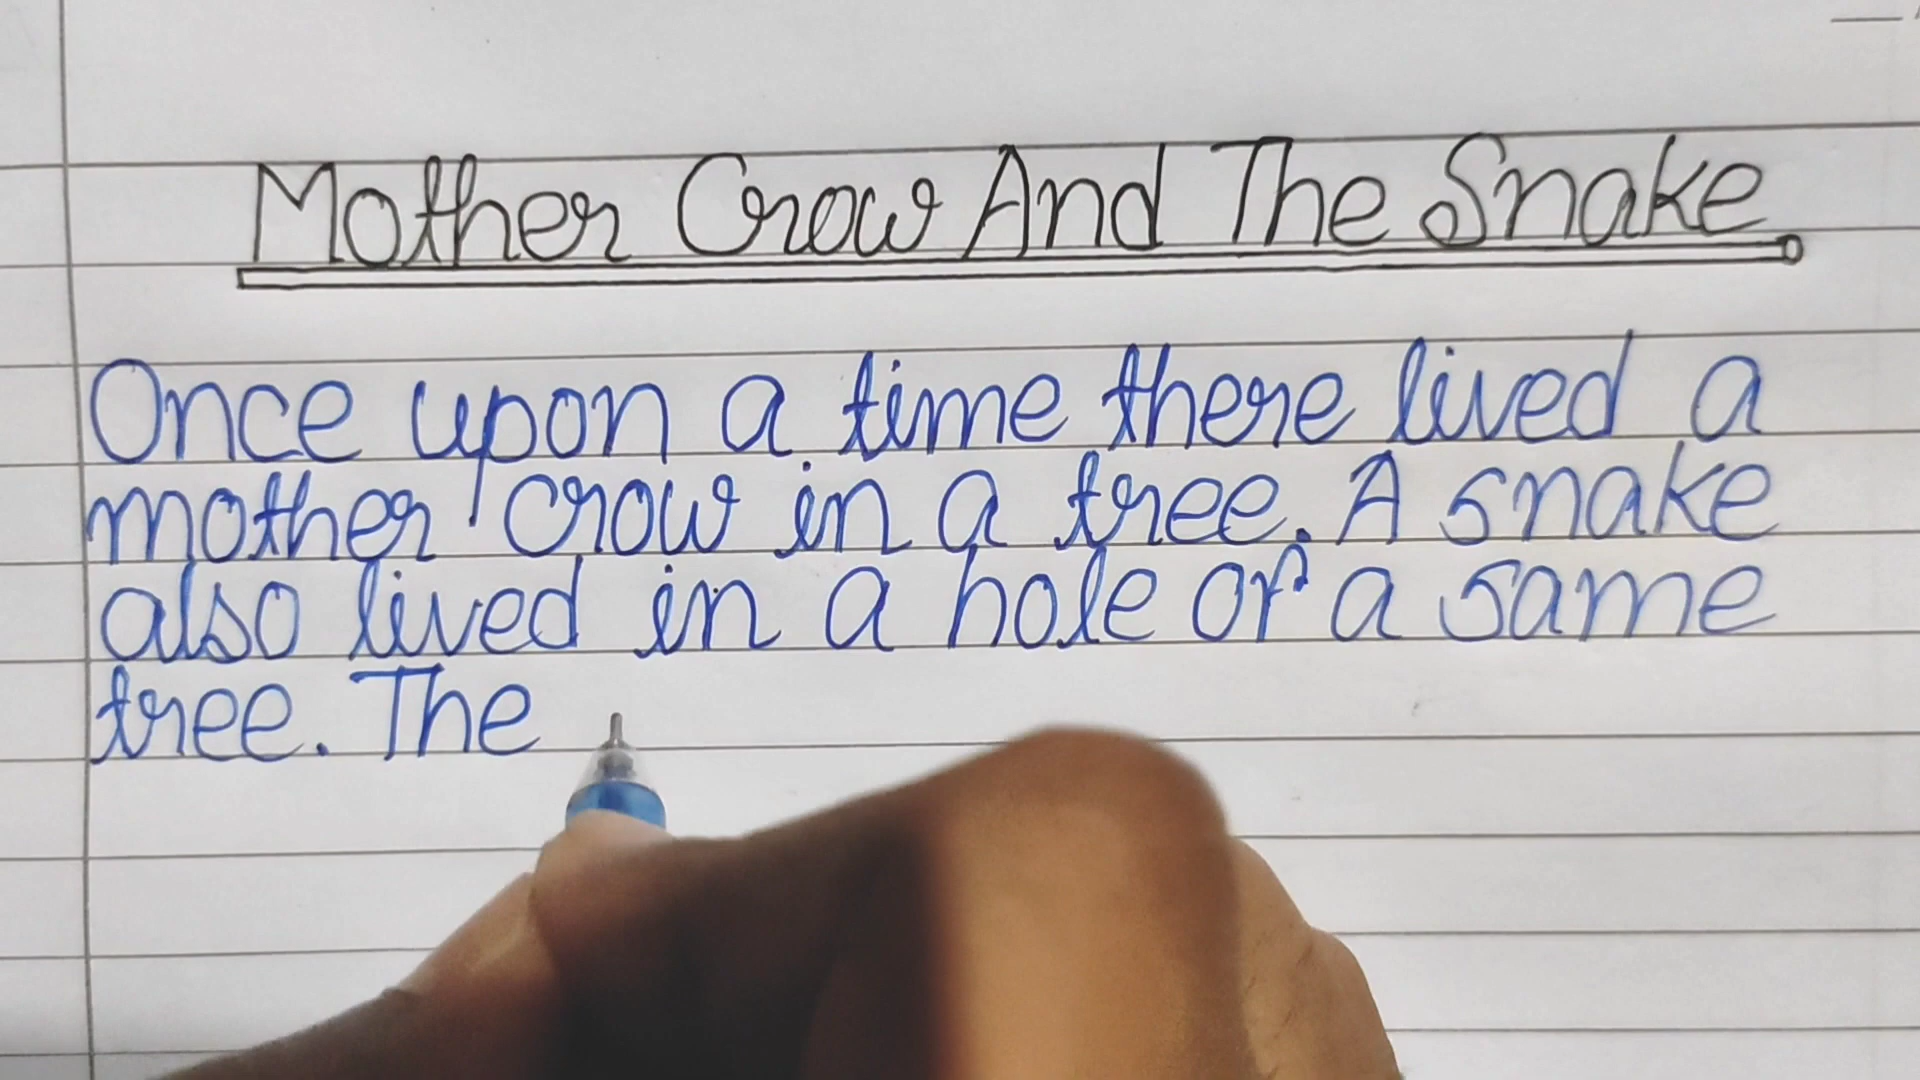 Mother Crow And The Snake
Once upon a time there lived a
mother crow in a tree. A snake
also lived in a hole of a same
tree. The